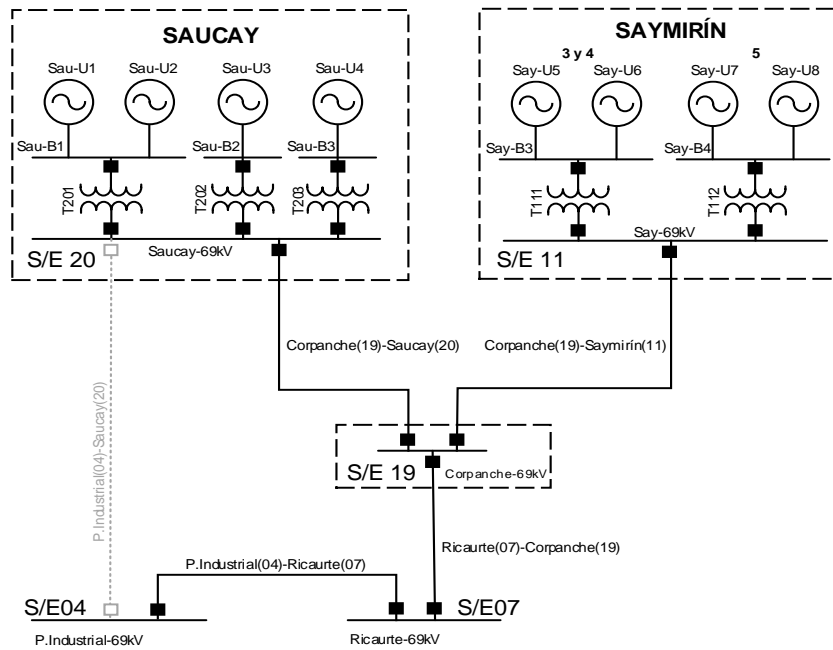 SAUCAY
SAYMIRÍN
3 y 4
5
Sau-U1
Sau-U2
Sau-U3
Sau-U4
Say-U5
Say-U6
Say-U7
Say-U8
Sau-B1
Sau-B2
Sau-B3
Say-B3
Say-B4
T201
T202
T203
T111
T112
Saucay-69kV
Say-69kV
S/E 20
S/E 11
Corpanche(19)-Saucay(20)
Corpanche(19)-Saymirín(11)
P.Industrial(04)-Saucay(20)
S/E 19
Corpanche-69kV
Ricaurte(07)-Corpanche(19)
P.Industrial(04)-Ricaurte(07)
S/E04
S/E07
P.Industrial-69kV
Ricaurte-69kV